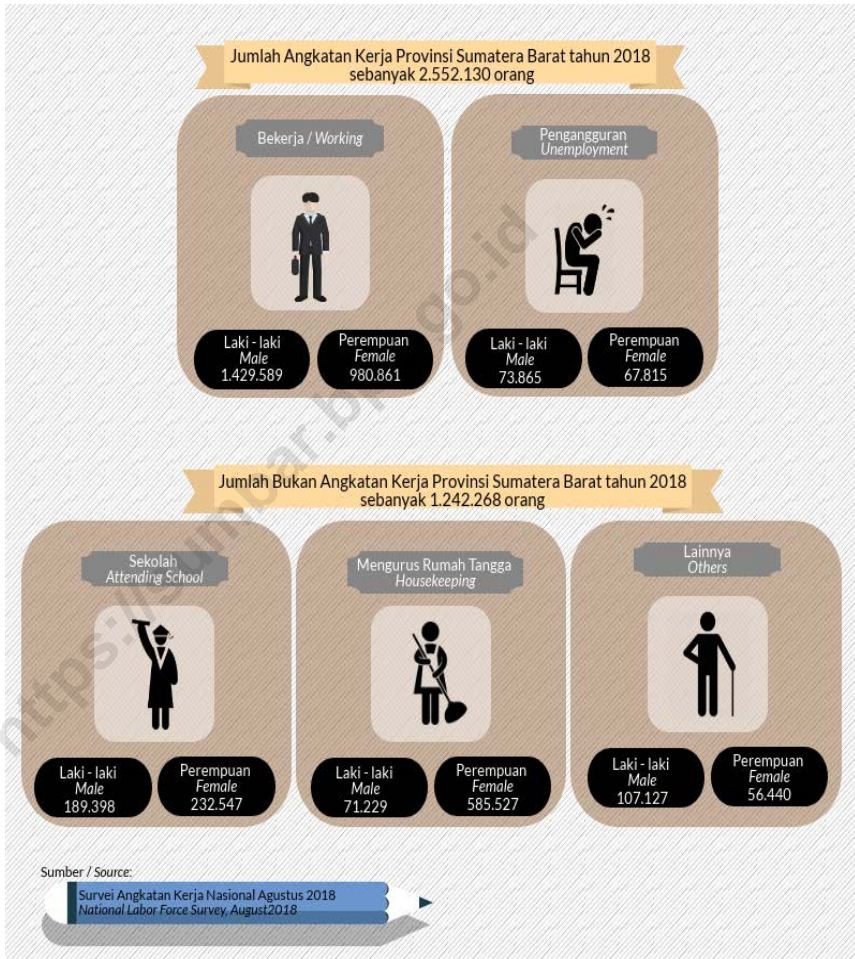 Jumlah Angkatan Kerja Provinsi Sumatera Barat tahun 2018
sebanyak 2.552.130 orang
Bekerja / Working
Pengangguran
Unemployment
Laki - laki
Male
1.429.589
Perempuan
Female
980.861
Laki - laki
Male
73.865
Perempuan
Female
67.815
Jumlah Bukan Angkatan Kerja Provinsi Sumatera Barat tahun 2018
sebanyak 1.242.268 orang
Sekolah
Attending School
Mengurus Rumah Tangga
Housekeeping
Lainnya
Others
Laki - laki
Male
189.398
Perempuan
Female
232.547
Laki - laki
Male
71.229
Perempuan
Female
585.527
Laki - laki
Male
107.127
Perempuan
Female
56.440
Sumber / Source:
Survei Angkatan Kerja Nasional Agustus 2018
National Labor Force Survey, August2018